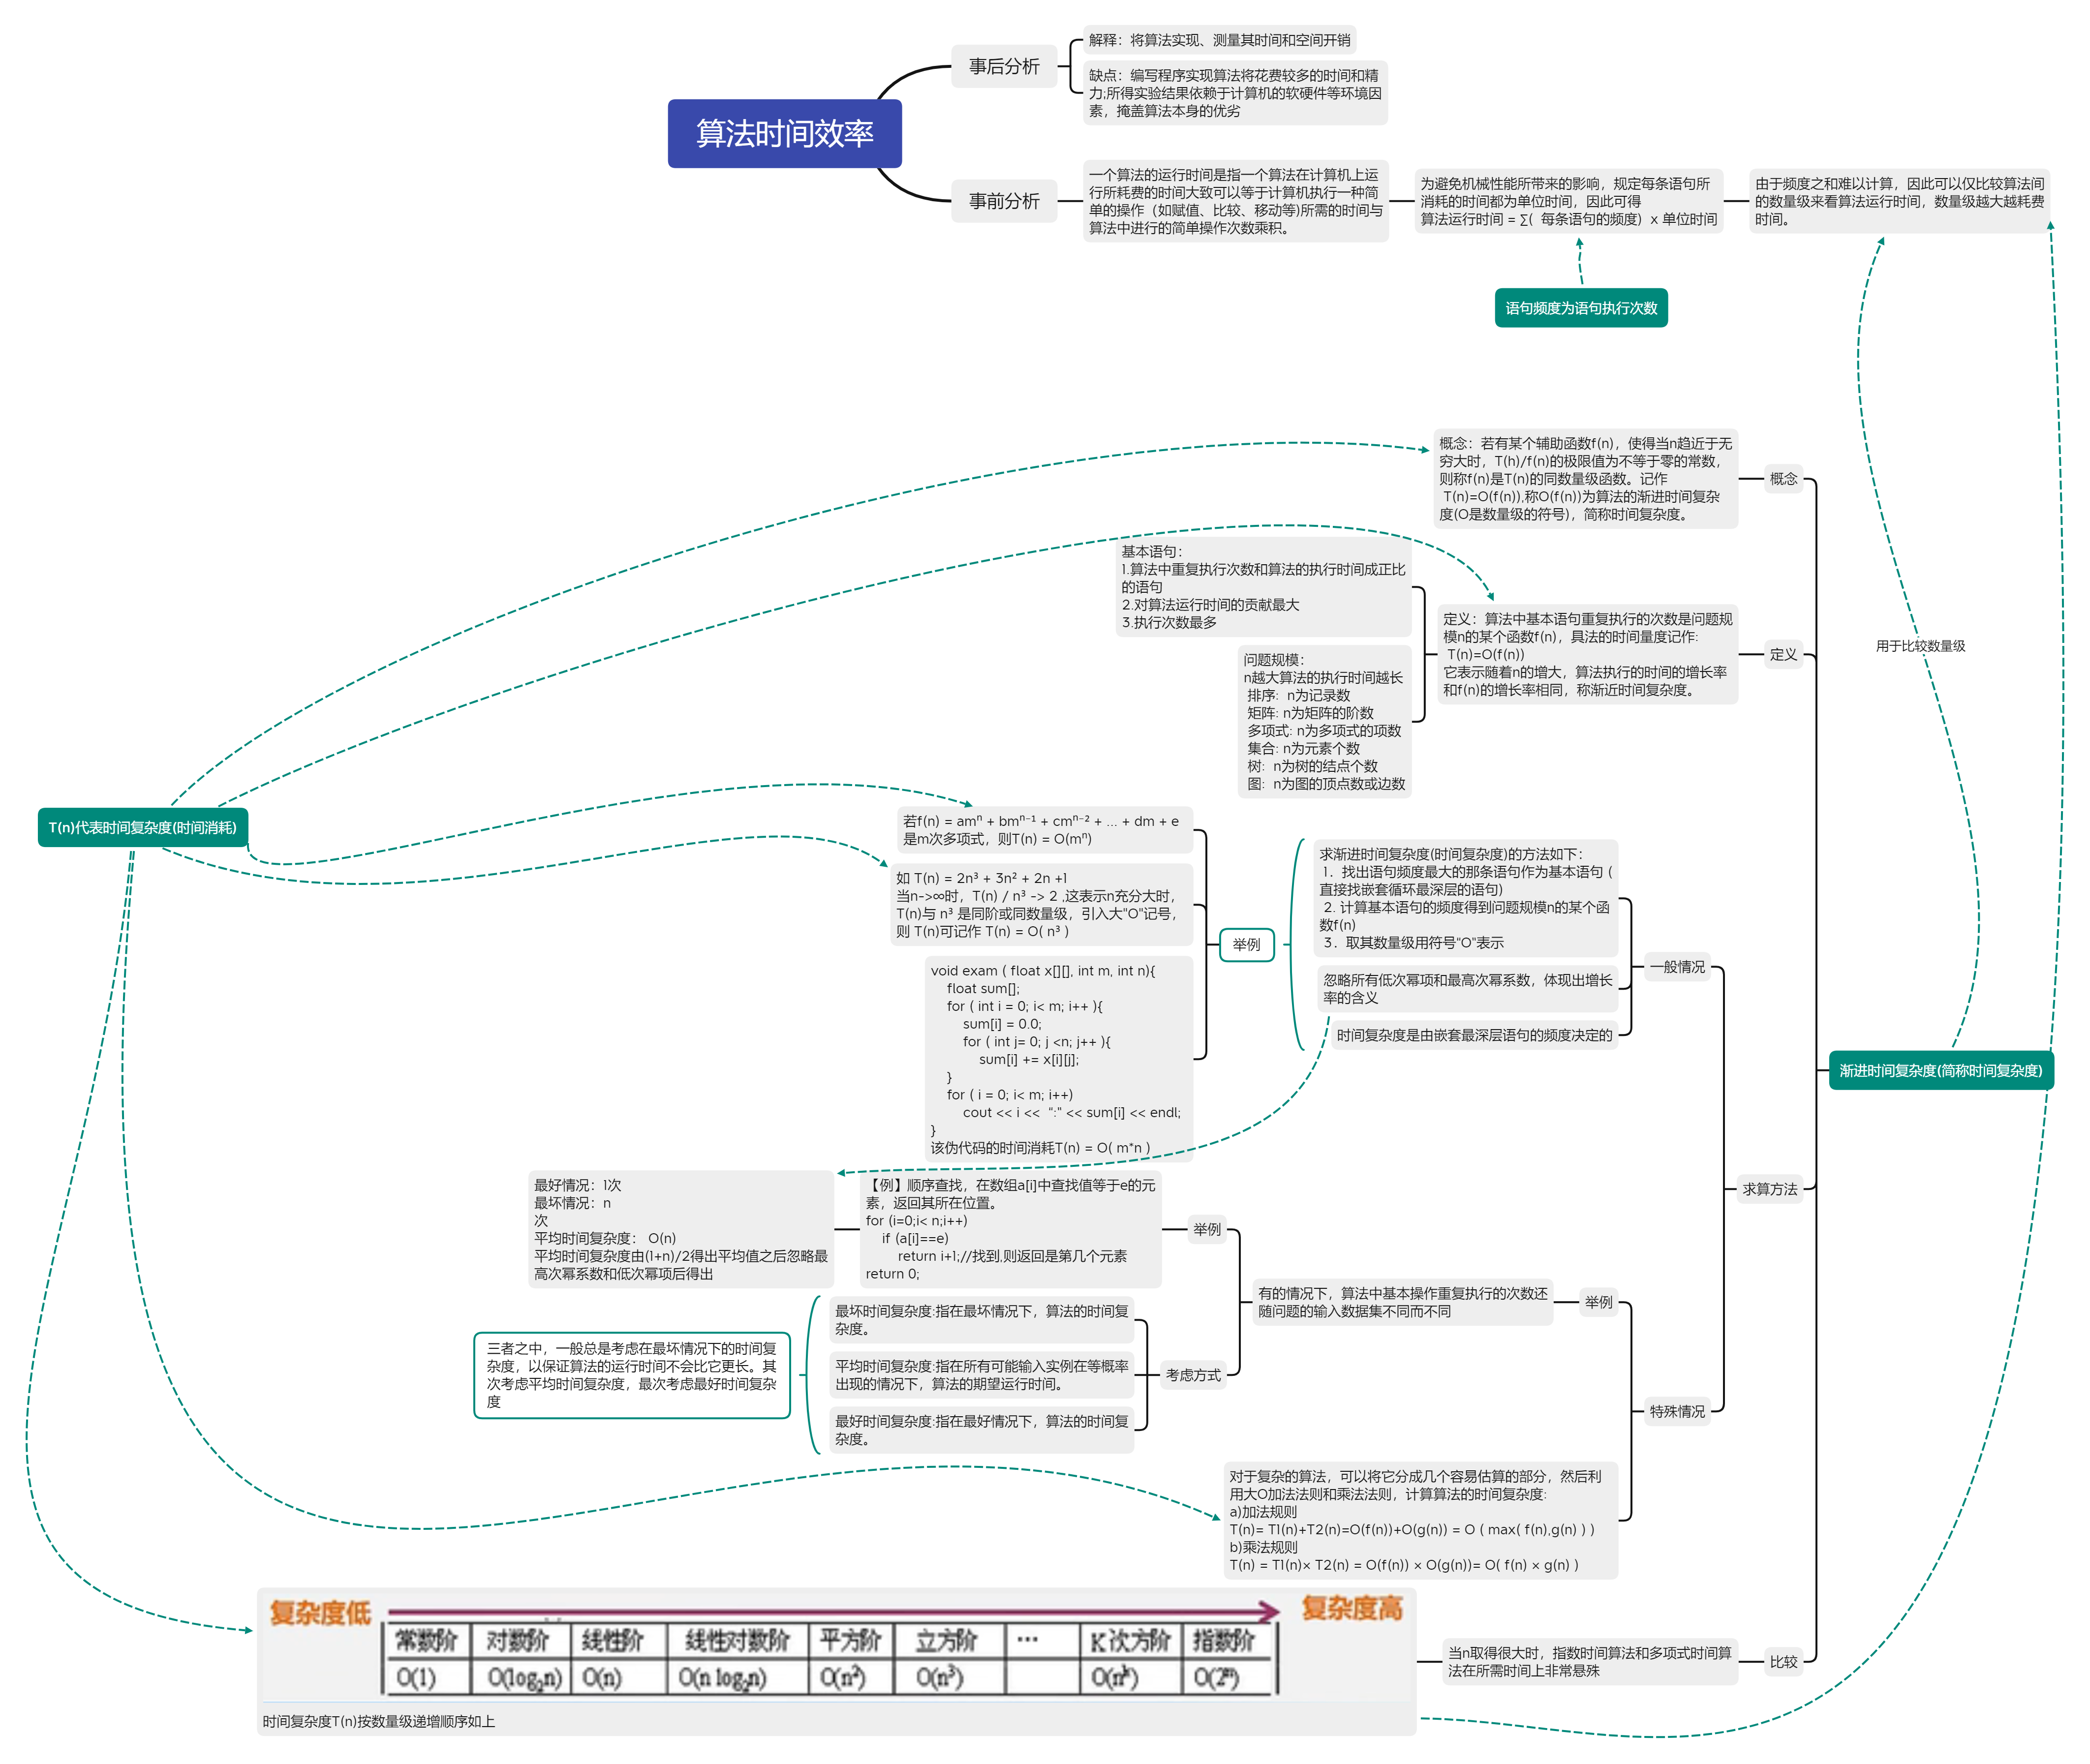 算法时间效率
事后分析
解释：将算法实现、测量其时间和空间开销
缺点：编写程序实现算法将花费较多的时间和精
力;所得实验结果依赖于计算机的软硬件等环境因
素，掩盖算法本身的优劣
事前分析
一个算法的运行时间是指一个算法在计算机上运
行所耗费的时间大致可以等于计算机执行一种简
单的操作（如赋值、比较、移动等)所需的时间与
算法中进行的简单操作次数乘积。
为避免机械性能所带来的影响，规定每条语句所
消耗的时间都为单位时间，因此可得
算法运行时间 = ∑( 每条语句的频度) x 单位时间
由于频度之和难以计算，因此可以仅比较算法间
的数量级来看算法运行时间，数量级越大越耗费
时间。
语句频度为语句执行次数
概念：若有某个辅助函数f(n)，使得当n趋近于无
穷大时，T(h)/f(n)的极限值为不等于零的常数，
则称f(n)是T(n)的同数量级函数。记作
T(n)=O(f(n)),称O(f(n))为算法的渐进时间复杂
度(O是数量级的符号)，简称时间复杂度。
概念
基本语句：
1.算法中重复执行次数和算法的执行时间成正比
的语句
2.对算法运行时间的贡献最大
3.执行次数最多
问题规模：
n越大算法的执行时间越长
排序：n为记录数
矩阵: n为矩阵的阶数
多项式: n为多项式的项数
集合: n为元素个数
树：n为树的结点个数
图：n为图的顶点数或边数
定义：算法中基本语句重复执行的次数是问题规
模n的某个函数f(n)，具法的时间量度记作:
T(n)=O(f(n))
它表示随着n的增大，算法执行的时间的增长率
和f(n)的增长率相同，称渐近时间复杂度。
定义
用于比较数量级
T(n)代表时间复杂度(时间消耗)
若f(n) = amⁿ + bmⁿ⁻¹ + cmⁿ⁻² + ... + dm + e
是m次多项式，则T(n) = O(mⁿ)
如 T(n) = 2n³ + 3n² + 2n +1
当n->∞时，T(n) / n³ -> 2 ,这表示n充分大时，
T(n)与 n³ 是同阶或同数量级，引入大"O"记号，
则 T(n)可记作 T(n) = O( n³ )
void exam ( float x[][], int m, int n){
float sum[];
for ( int i = 0; i< m; i++ ){
sum[i] = 0.0;
for ( int j= 0; j <n; j++ ){
sum[i] += x[i][j];
}
for ( i = 0; i< m; i++)
cout << i << “:" << sum[i] << endl;
}
该伪代码的时间消耗T(n) = O( m*n )
举例
求渐进时间复杂度(时间复杂度)的方法如下：
1．找出语句频度最大的那条语句作为基本语句 (
直接找嵌套循环最深层的语句)
2. 计算基本语句的频度得到问题规模n的某个函
数f(n)
3．取其数量级用符号"O"表示
忽略所有低次幂项和最高次幂系数，体现出增长
率的含义
时间复杂度是由嵌套最深层语句的频度决定的
一般情况
渐进时间复杂度(简称时间复杂度)
求算方法
最好情况：1次
最坏情况：n
次
平均时间复杂度： O(n)
平均时间复杂度由(1+n)/2得出平均值之后忽略最
高次幂系数和低次幂项后得出
【例】顺序查找，在数组a[i]中查找值等于e的元
素，返回其所在位置。
for (i=0;i< n;i++)
if (a[i]==e)
return i+1;//找到,则返回是第几个元素
return 0;
举例
有的情况下，算法中基本操作重复执行的次数还
随问题的输入数据集不同而不同
举例
三者之中，一般总是考虑在最坏情况下的时间复
杂度，以保证算法的运行时间不会比它更长。其
次考虑平均时间复杂度，最次考虑最好时间复杂
度
最坏时间复杂度:指在最坏情况下，算法的时间复
杂度。
平均时间复杂度:指在所有可能输入实例在等概率
出现的情况下，算法的期望运行时间。
最好时间复杂度:指在最好情况下，算法的时间复
杂度。
考虑方式
特殊情况
对于复杂的算法，可以将它分成几个容易估算的部分，然后利
用大O加法法则和乘法法则，计算算法的时间复杂度:
a)加法规则
T(n)= T1(n)+T2(n)=O(f(n))+O(g(n)) = O ( max( f(n),g(n) ) )
b)乘法规则
T(n) = T1(n)× T2(n) = O(f(n)) × O(g(n))= O( f(n) × g(n) )
复杂度低 复杂度高
常数阶 对数阶 线性阶 线性对数阶 平方阶 立方阶 … K次方阶 指数阶
O(1) O(log₂n) O(n) O(n log₂n) O(n²) O(n³) O(nᵏ) O(2ⁿ)
时间复杂度T(n)按数量级递增顺序如上
当n取得很大时，指数时间算法和多项式时间算
法在所需时间上非常悬殊
比较